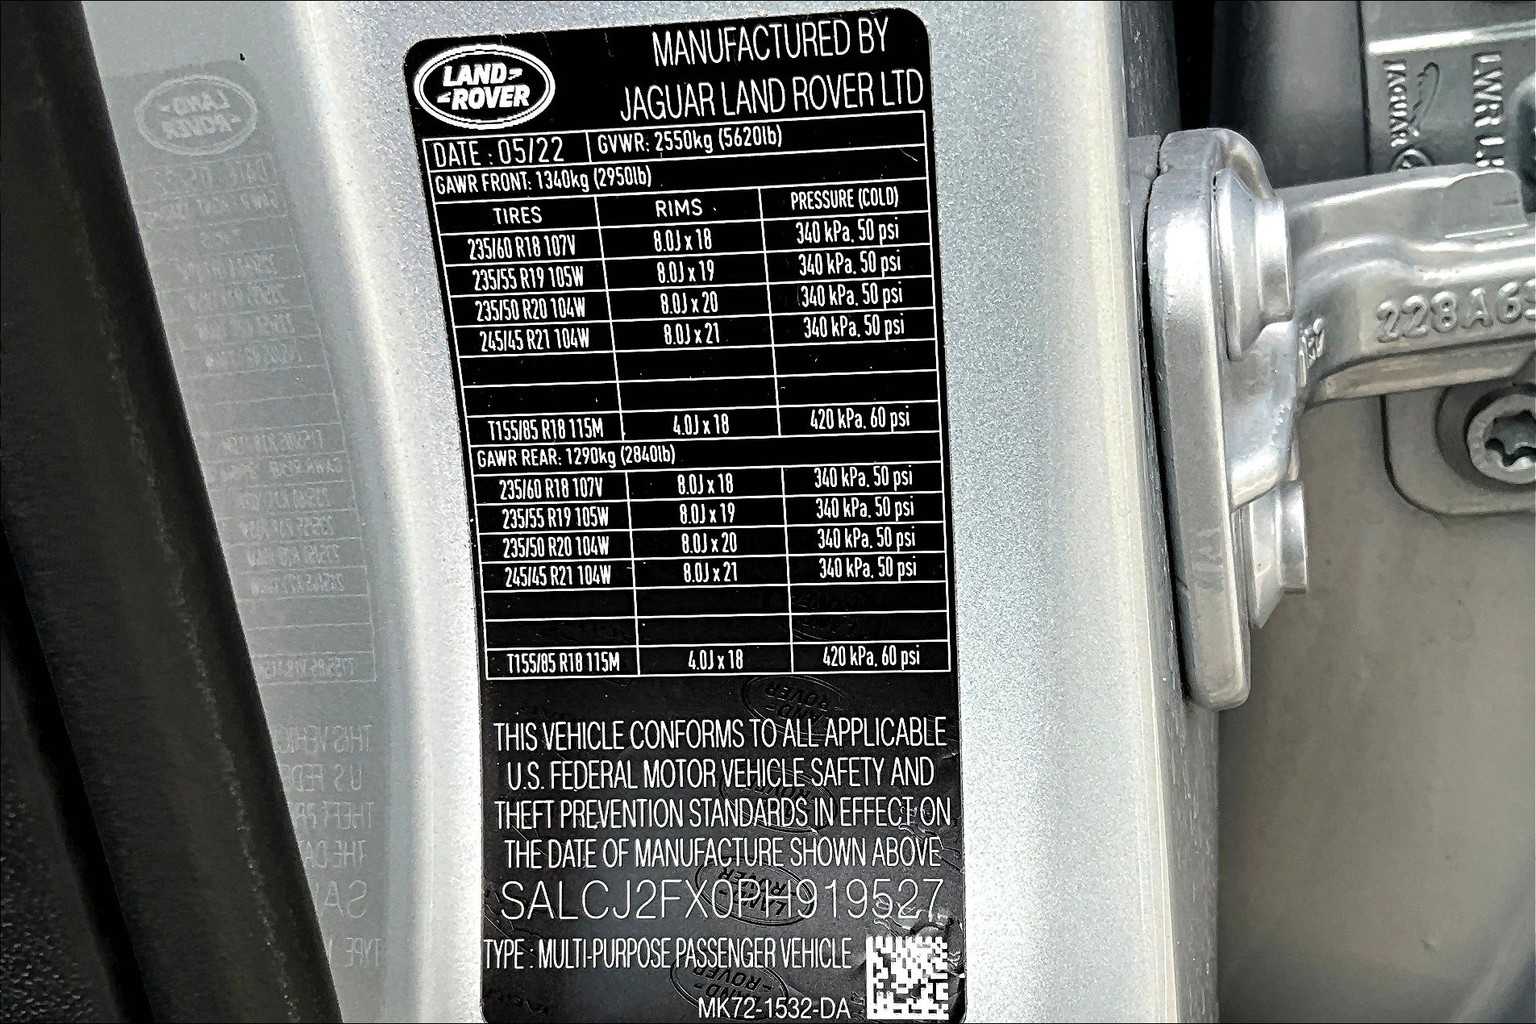 LAND ROVER
MANUFACTURED BY
JAGUAR LAND ROVER LTD
DATE : 05/22 GVWR: 2550kg (5620lb)
GAWR FRONT: 1340kg (2950lb)
TIRES RIMS PRESSURE (COLD)
235/60 R18 107V 8.0J x 18 340 kPa, 50 psi
235/55 R19 105W 8.0J x 19 340 kPa, 50 psi
235/50 R20 104W 8.0J x 20 340 kPa, 50 psi
245/45 R21 104W 8.0J x 21 340 kPa, 50 psi
T155/85 R18 115M 4.0J x 18 420 kPa, 60 psi
GAWR REAR: 1290kg (2840lb)
235/60 R18 107V 8.0J x 18 340 kPa, 50 psi
235/55 R19 105W 8.0J x 19 340 kPa, 50 psi
235/50 R20 104W 8.0J x 20 340 kPa, 50 psi
245/45 R21 104W 8.0J x 21 340 kPa, 50 psi
T155/85 R18 115M 4.0J x 18 420 kPa, 60 psi
THIS VEHICLE CONFORMS TO ALL APPLICABLE
U.S. FEDERAL MOTOR VEHICLE SAFETY AND
THEFT PREVENTION STANDARDS IN EFFECT ON
THE DATE OF MANUFACTURE SHOWN ABOVE
SALCJ2FX0PH919527
TYPE : MULTI-PURPOSE PASSENGER VEHICLE
MK72-1532-DA
JAGUAR
228A6